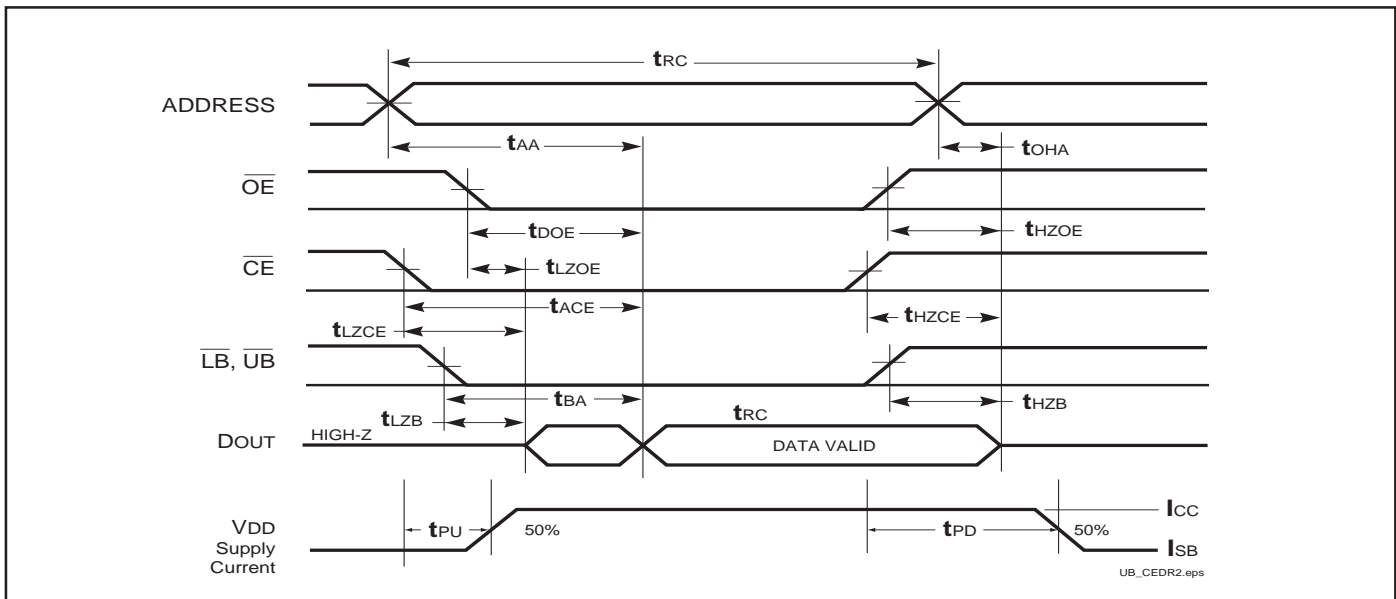 tRC
ADDRESS
tAA
tOHA
OE
tDOE
tHZOE
CE
tLZOE
tACE
tHZCE
tLZCE
LB, UB
tBA
tHZB
tLZB
tRC
DOUT
HIGH-Z
DATA VALID
ICC
tPU
50%
tPD
50%
VDD
Supply
Current
ISB
UB_CEDR2.eps